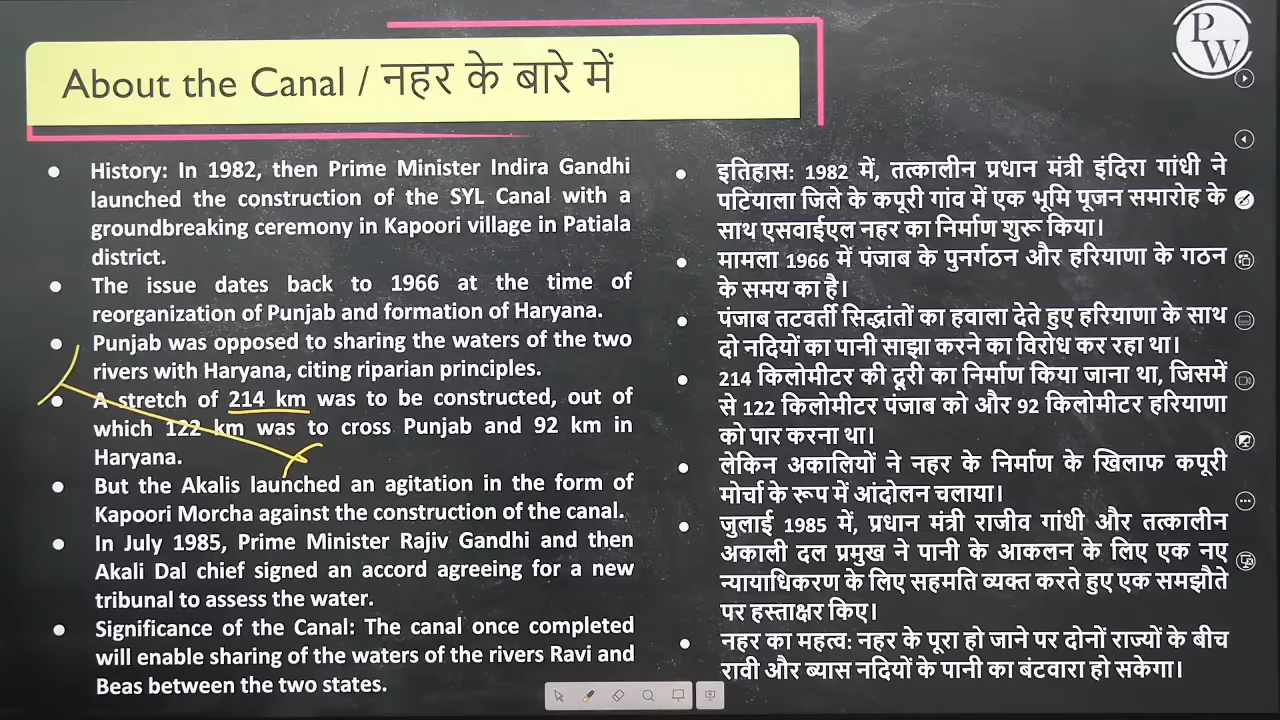 About the Canal / नहर के बारे में
PW
● History: In 1982, then Prime Minister Indira Gandhi
launched the construction of the SYL Canal with a
groundbreaking ceremony in Kapoori village in Patiala
district.
● The issue dates back to 1966 at the time of
reorganization of Punjab and formation of Haryana.
● Punjab was opposed to sharing the waters of the two
rivers with Haryana, citing riparian principles.
● A stretch of 214 km was to be constructed, out of
which 122 km was to cross Punjab and 92 km in
Haryana.
● But the Akalis launched an agitation in the form of
Kapoori Morcha against the construction of the canal.
● In July 1985, Prime Minister Rajiv Gandhi and then
Akali Dal chief signed an accord agreeing for a new
tribunal to assess the water.
● Significance of the Canal: The canal once completed
will enable sharing of the waters of the rivers Ravi and
Beas between the two states.
● इतिहास: 1982 में, तत्कालीन प्रधान मंत्री इंदिरा गांधी ने
पटियाला जिले के कपूरी गांव में एक भूमि पूजन समारोह के
साथ एसवाईएल नहर का निर्माण शुरू किया।
● मामला 1966 में पंजाब के पुनर्गठन और हरियाणा के गठन
के समय का है।
● पंजाब तटवर्ती सिद्धांतों का हवाला देते हुए हरियाणा के साथ
दो नदियों का पानी साझा करने का विरोध कर रहा था।
● 214 किलोमीटर की दूरी का निर्माण किया जाना था, जिसमें
से 122 किलोमीटर पंजाब को और 92 किलोमीटर हरियाणा
को पार करना था।
● लेकिन अकालियों ने नहर के निर्माण के खिलाफ कपूरी
मोर्चा के रूप में आंदोलन चलाया।
● जुलाई 1985 में, प्रधान मंत्री राजीव गांधी और तत्कालीन
अकाली दल प्रमुख ने पानी के आकलन के लिए एक नए
न्यायाधिकरण के लिए सहमति व्यक्त करते हुए एक समझौते
पर हस्ताक्षर किए।
● नहर का महत्व: नहर के पूरा हो जाने पर दोनों राज्यों के बीच
रावी और ब्यास नदियों के पानी का बंटवारा हो सकेगा।